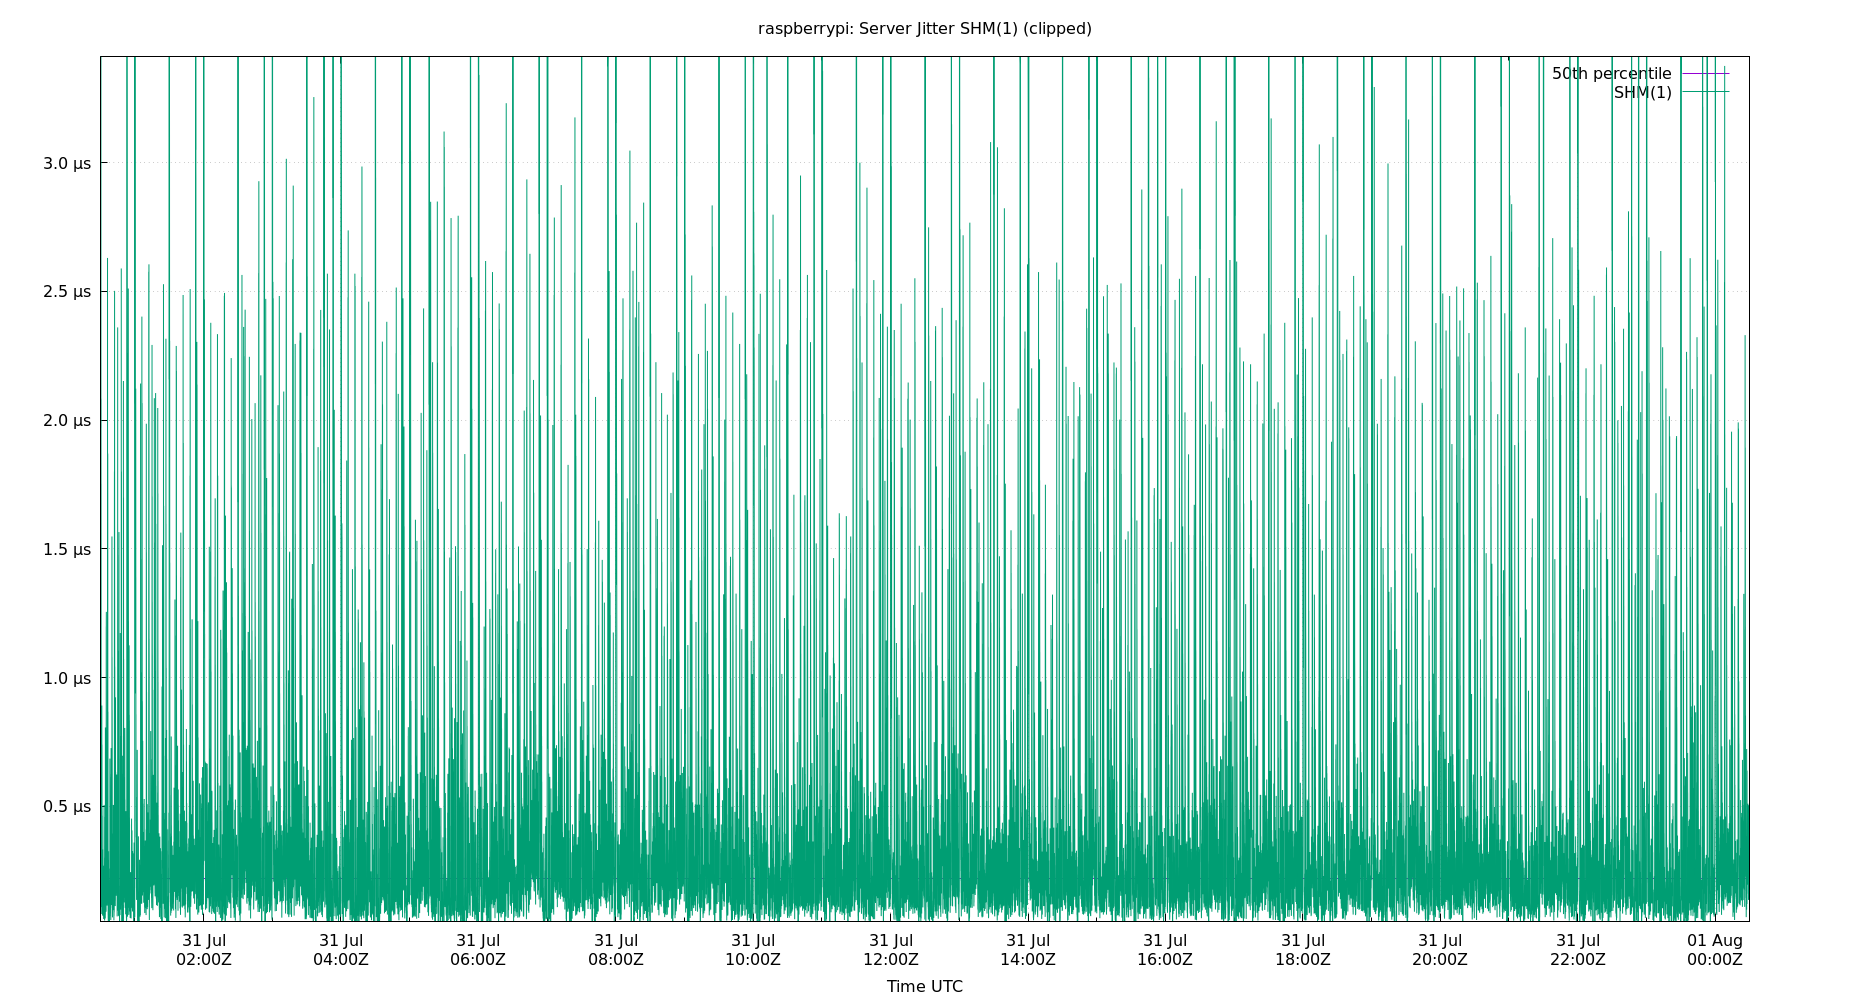 raspberrypi: Server Jitter SHM(1) (clipped)
50th percentile
SHM(1)
3.0 µs
2.5 µs
2.0 µs
1.5 µs
1.0 µs
0.5 µs
31 Jul 31 Jul 31 Jul 31 Jul 31 Jul 31 Jul 31 Jul 31 Jul 31 Jul 31 Jul 31 Jul 01 Aug
02:00Z 04:00Z 06:00Z 08:00Z 10:00Z 12:00Z 14:00Z 16:00Z 18:00Z 20:00Z 22:00Z 00:00Z
Time UTC